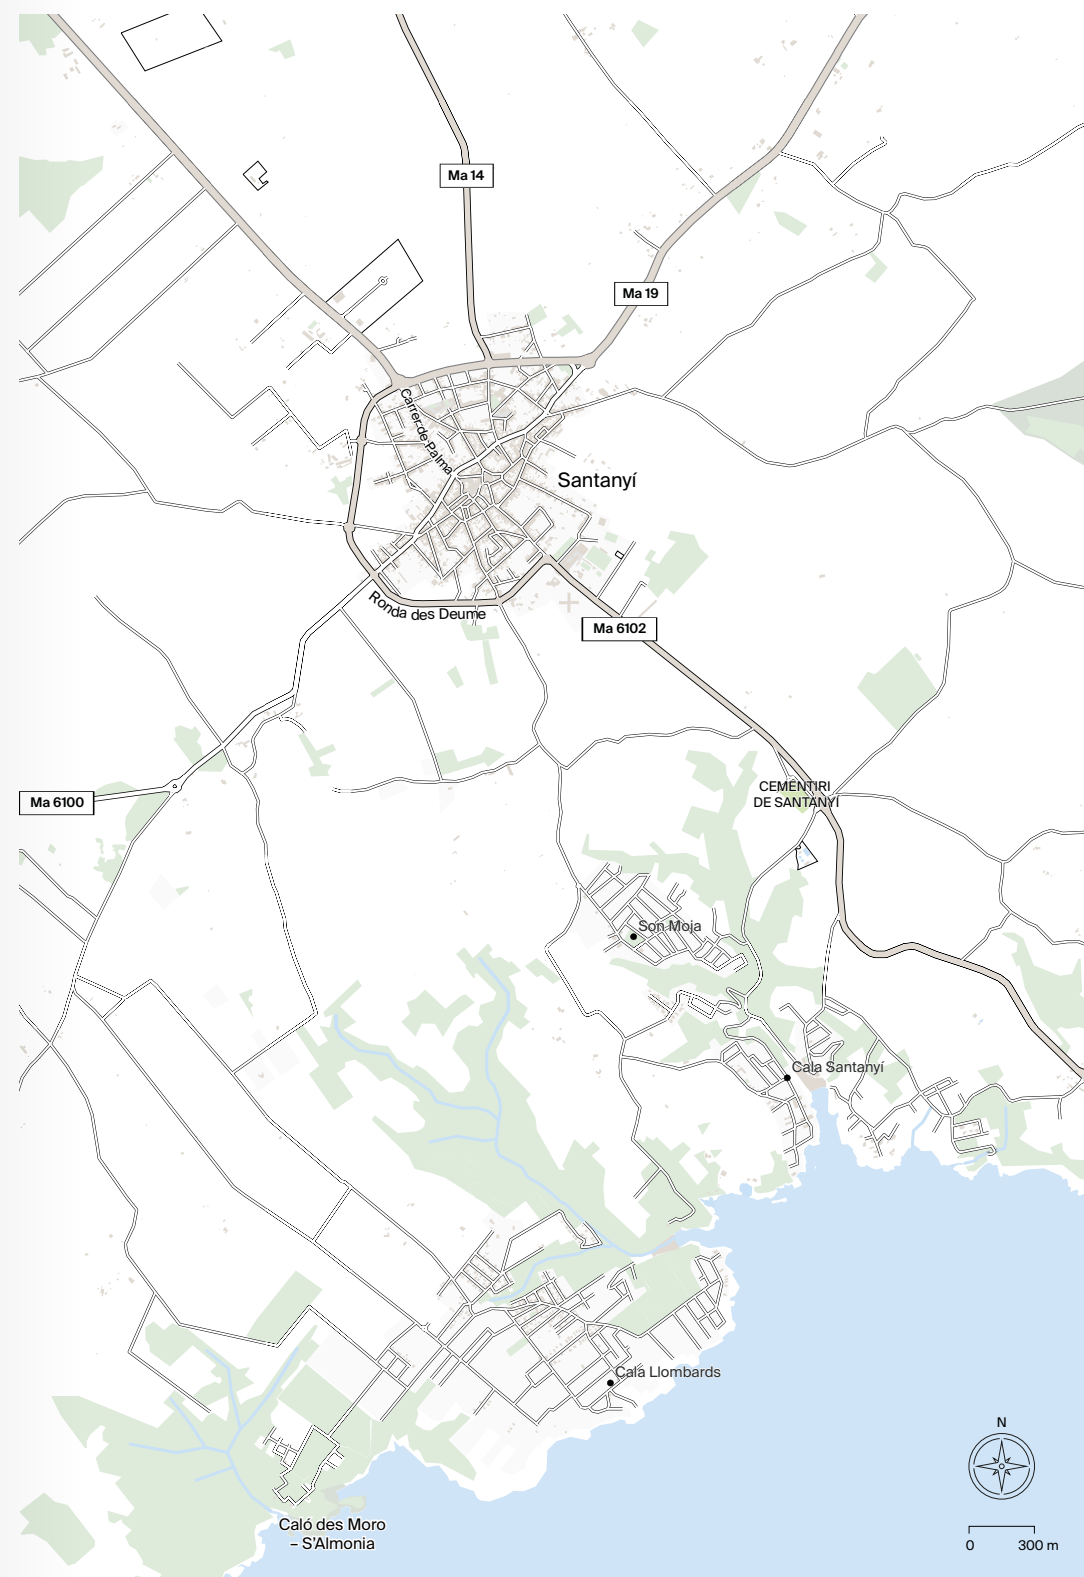 Ma 14
Ma 19
Carrer de Palma
Santanyí
Ronda des Deume
Ma 6102
CEMENTIRI
DE SANTANYÍ
Ma 6100
Son Moja
Cala Santanyí
Cala Llombards
N
Caló des Moro
– S'Almonia
0 300 m